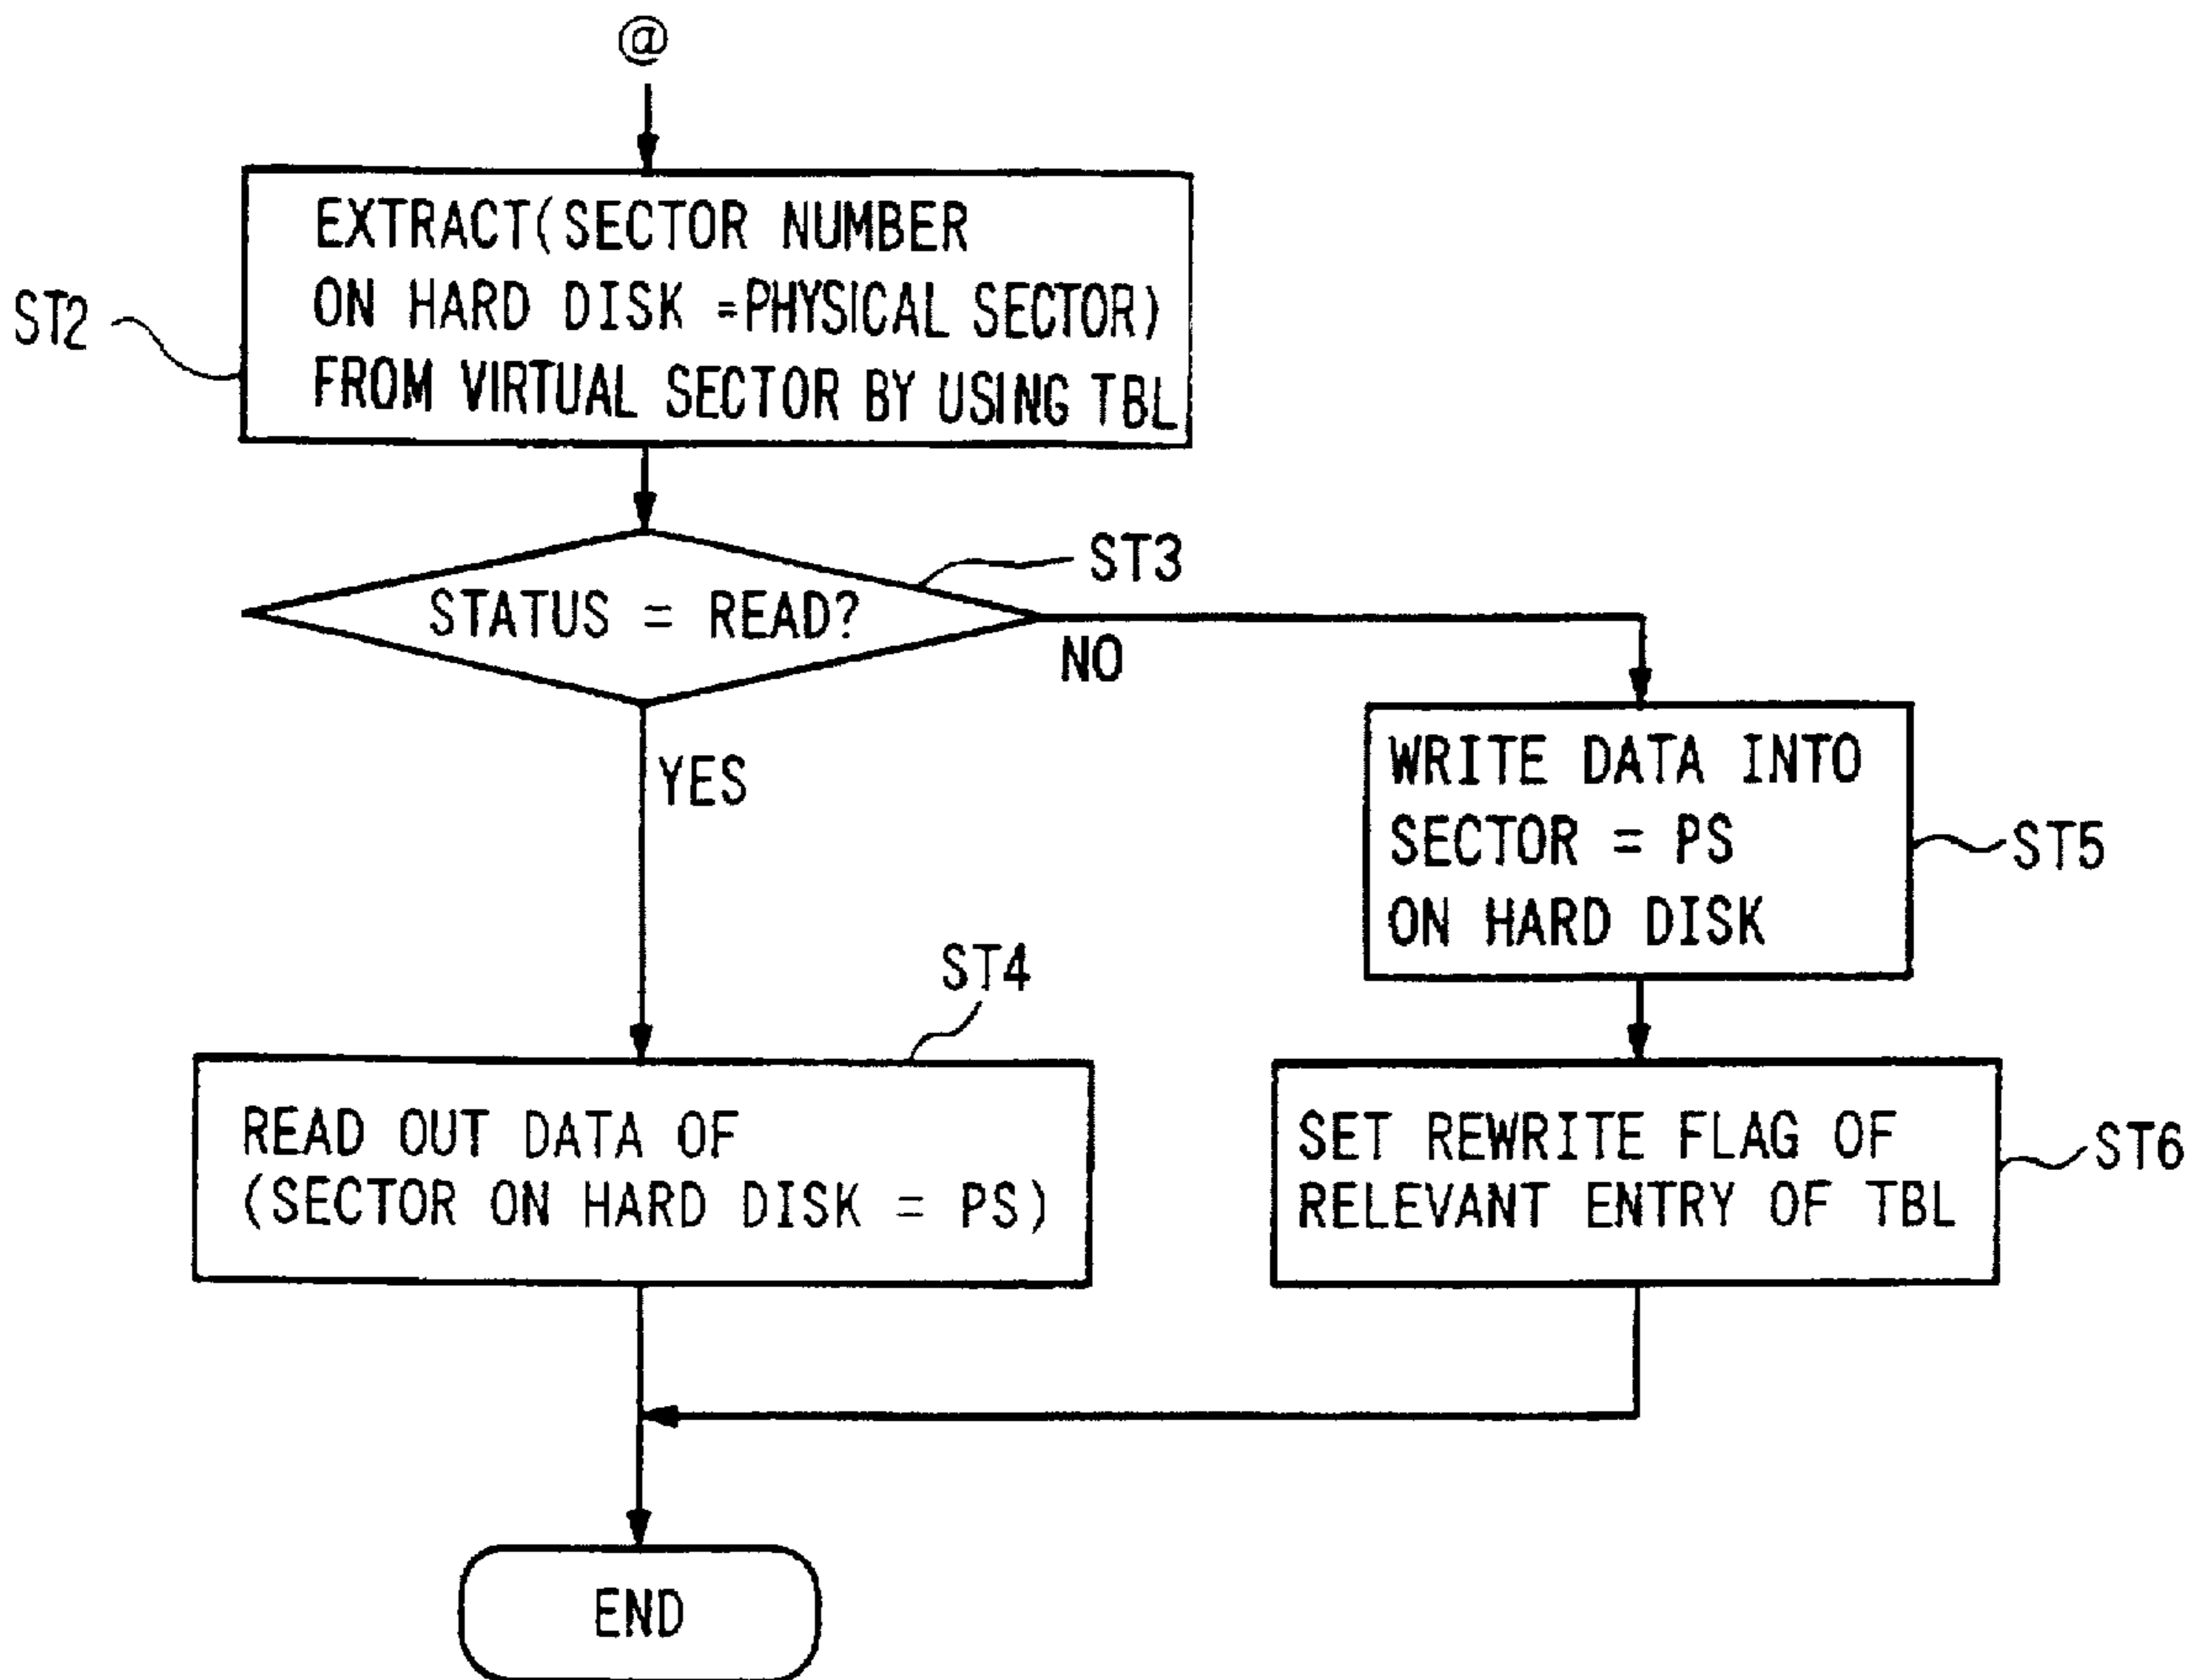 @
EXTRACT(SECTOR NUMBER
ON HARD DISK =PHYSICAL SECTOR)
FROM VIRTUAL SECTOR BY USING TBL
ST2
ST3
STATUS = READ?
NO
YES
WRITE DATA INTO
SECTOR = PS
ON HARD DISK
ST5
ST4
READ OUT DATA OF
(SECTOR ON HARD DISK = PS)
SET REWRITE FLAG OF
RELEVANT ENTRY OF TBL
ST6
END